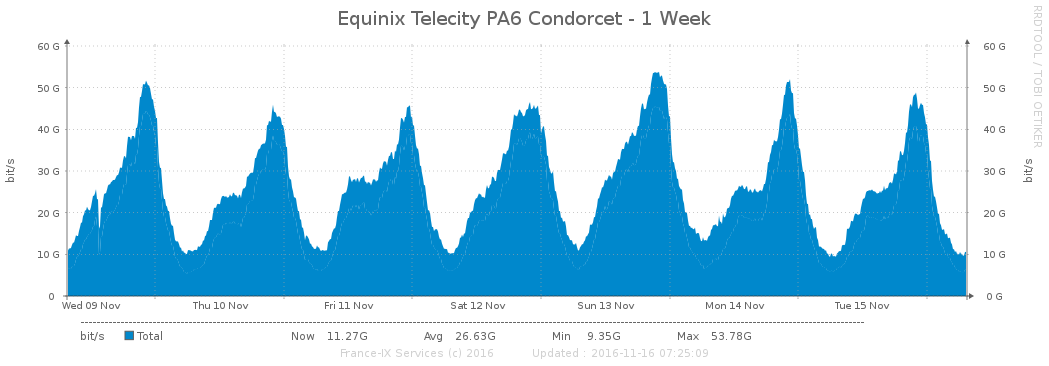 Equinix Telecity PA6 Condorcet - 1 Week
RRDTOOL / TOBI OETIKER
bit/s
60 G
50 G
40 G
30 G
20 G
10 G
0
60 G
50 G
40 G
30 G
20 G
10 G
0 G
bit/s
Wed 09 Nov Thu 10 Nov Fri 11 Nov Sat 12 Nov Sun 13 Nov Mon 14 Nov Tue 15 Nov
bit/s Total Now 11.27G Avg 26.63G Min 9.35G Max 53.78G
France-IX Services (c) 2016 Updated : 2016-11-16 07:25:09